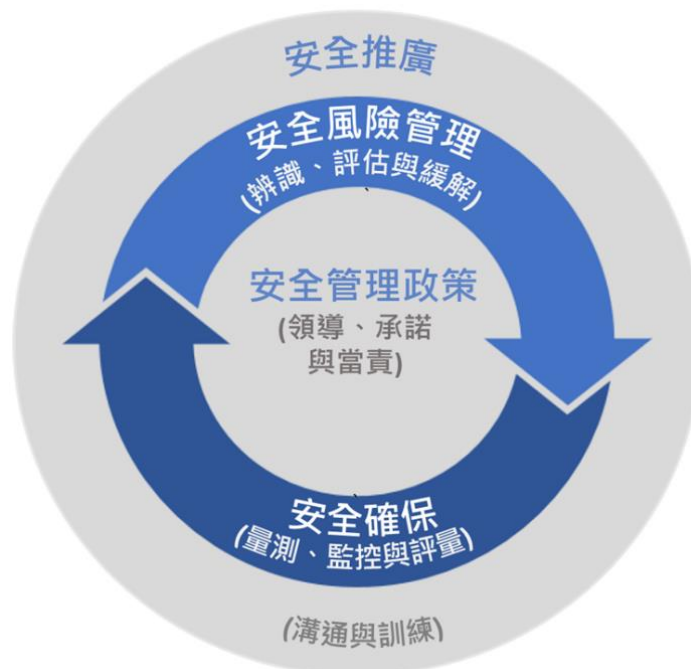 安全推廣
安全風險管理
(辨識、評估與緩解)
安全管理政策
(領導、承諾
與當責)
安全確保
(量測、監控與評量)
(溝通與訓練)